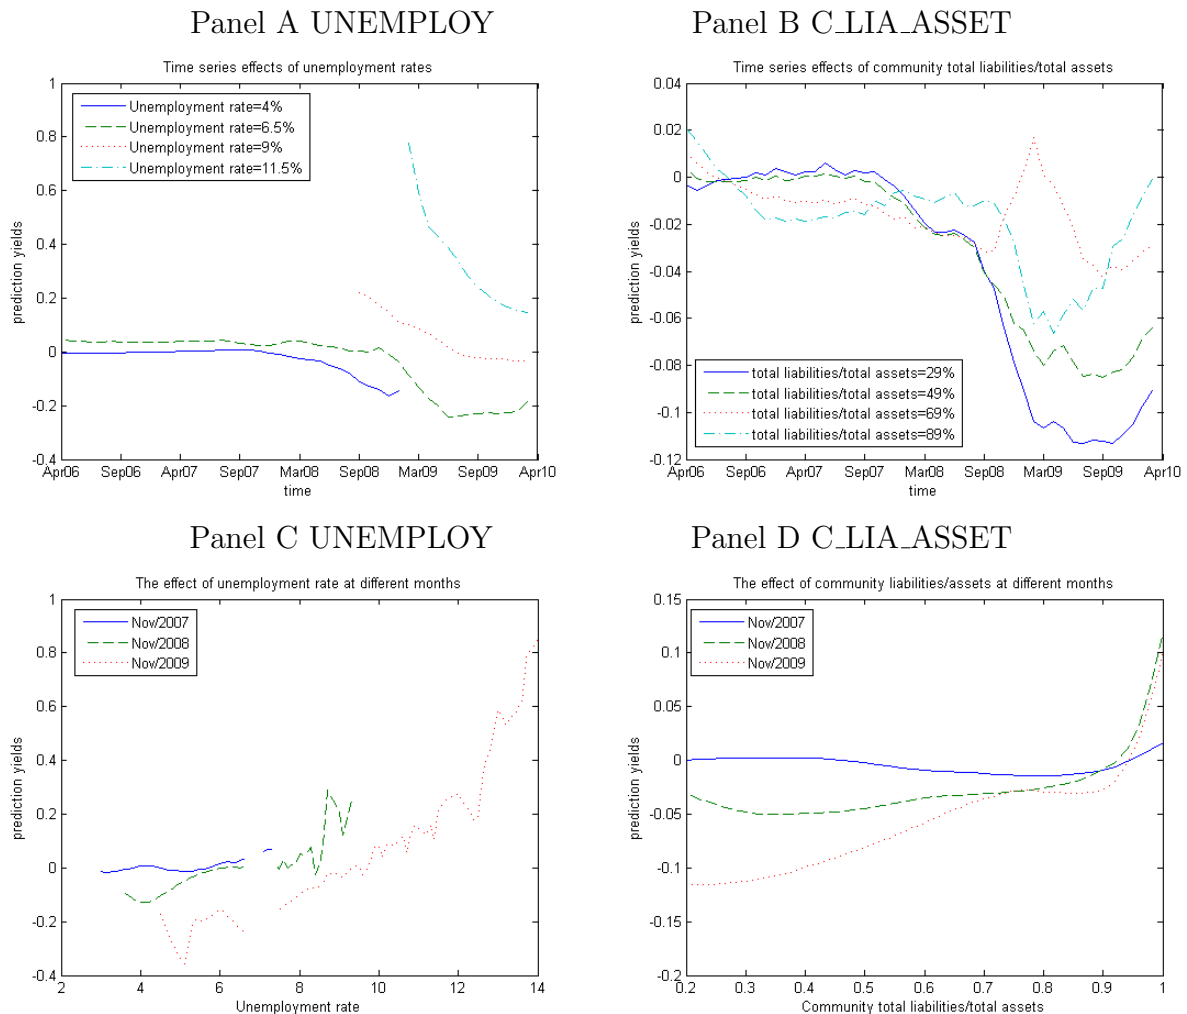 Panel A UNEMPLOY
Time series effects of unemployment rates
1
0.8
0.6
0.4
0.2
0
-0.2
-0.4
prediction yields
Unemployment rate=4%
Unemployment rate=6.5%
Unemployment rate=9%
Unemployment rate=11.5%
Apr06 Sep06 Apr07 Sep07 Mar08 Sep08 Mar09 Sep09 Apr10
time
Panel B C_LIA_ASSET
Time series effects of community total liabilities/total assets
0.04
0.02
0
-0.02
-0.04
-0.06
-0.08
-0.1
-0.12
prediction yields
total liabilities/total assets=29%
total liabilities/total assets=49%
total liabilities/total assets=69%
total liabilities/total assets=89%
Apr06 Sep06 Apr07 Sep07 Mar08 Sep08 Mar09 Sep09 Apr10
time
Panel C UNEMPLOY
The effect of unemployment rate at different months
1
0.8
0.6
0.4
0.2
0
-0.2
-0.4
prediction yields
Nov/2007
Nov/2008
Nov/2009
2 4 6 8 10 12 14
Unemployment rate
Panel D C_LIA_ASSET
The effect of community liabilities/assets at different months
0.15
0.1
0.05
0
-0.05
-0.1
-0.15
-0.2
prediction yields
Nov/2007
Nov/2008
Nov/2009
0.2 0.3 0.4 0.5 0.6 0.7 0.8 0.9 1
Community total liabilities/total assets